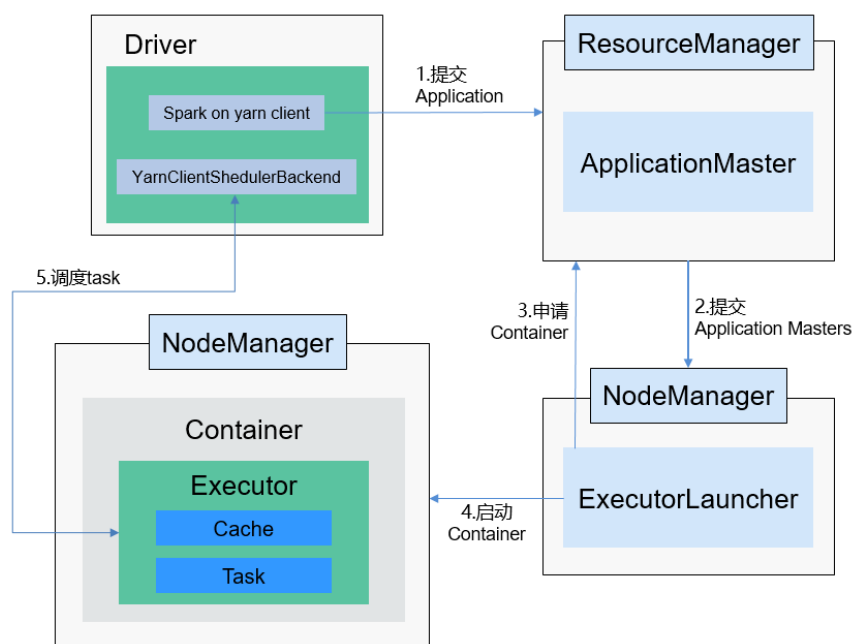 Driver
Spark on yarn client
YarnClientShedulerBackend
1.提交
Application
ResourceManager
ApplicationMaster
5.调度task
3.申请
Container
2.提交
Application Masters
NodeManager
Container
Executor
Cache
Task
4.启动
Container
NodeManager
ExecutorLauncher